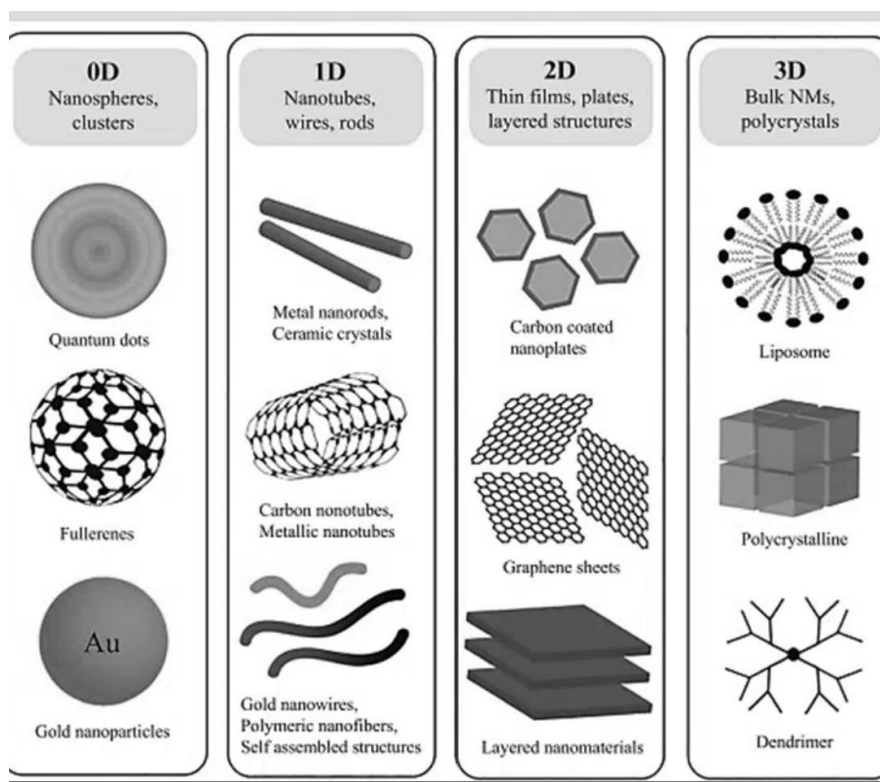 0D
Nanospheres,
clusters
Quantum dots
Fullerenes
Au
Gold nanoparticles
1D
Nanotubes,
wires, rods
Metal nanorods,
Ceramic crystals
Carbon nonotubes,
Metallic nanotubes
Gold nanowires,
Polymeric nanofibers,
Self assembled structures
2D
Thin films, plates,
layered structures
Carbon coated
nanoplates
Graphene sheets
Layered nanomaterials
3D
Bulk NMs,
polycrystals
Liposome
Polycrystalline
Dendrimer